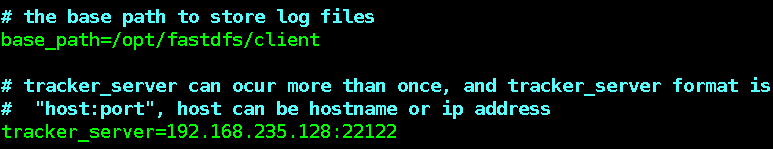 # the base path to store log files
base_path=/opt/fastdfs/client
# tracker_server can ocur more than once, and tracker_server format is
#  "host:port", host can be hostname or ip address
tracker_server=192.168.235.128:22122